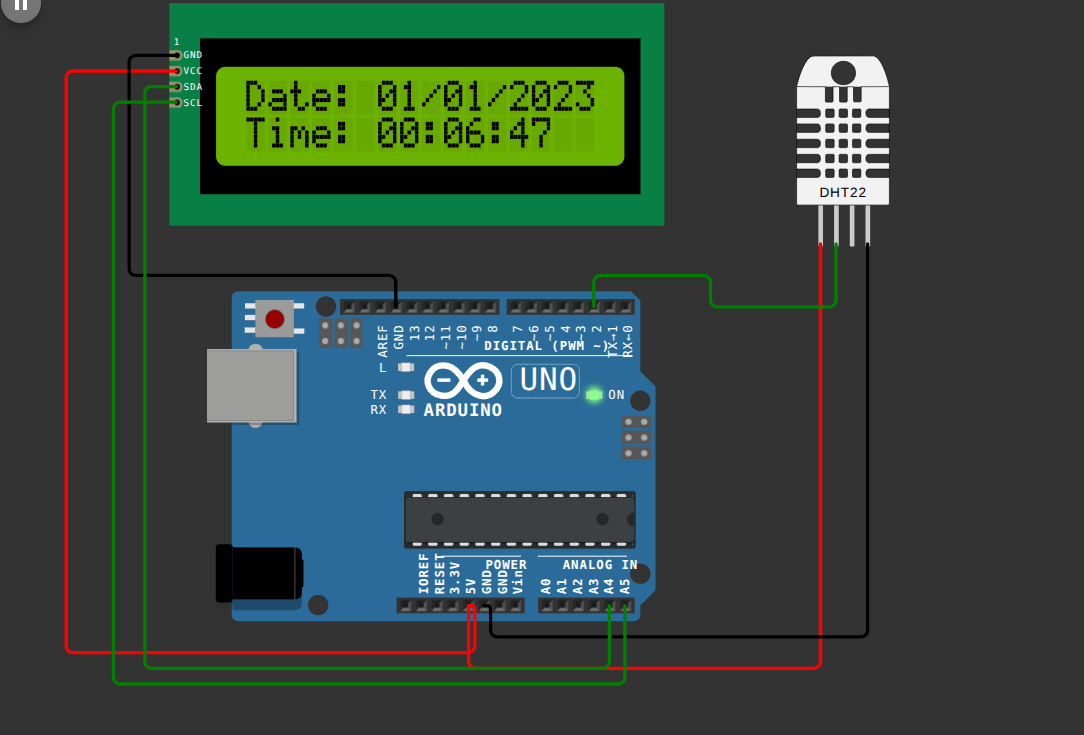 1
GND
VCC
SDA
SCL
Date: 01/01/2023
Time: 00:06:47
DHT22
AREF
GND
13
12
~11
~10
~9
8
~7
~6
~5
4
~3
2
TX→1
RX←0
DIGITAL (PWM ~)
L
TX
RX
UNO
ON
ARDUINO
IOREF
RESET
3.3V
5V
GND
GND
Vin
POWER
ANALOG IN
A0
A1
A2
A3
A4
A5